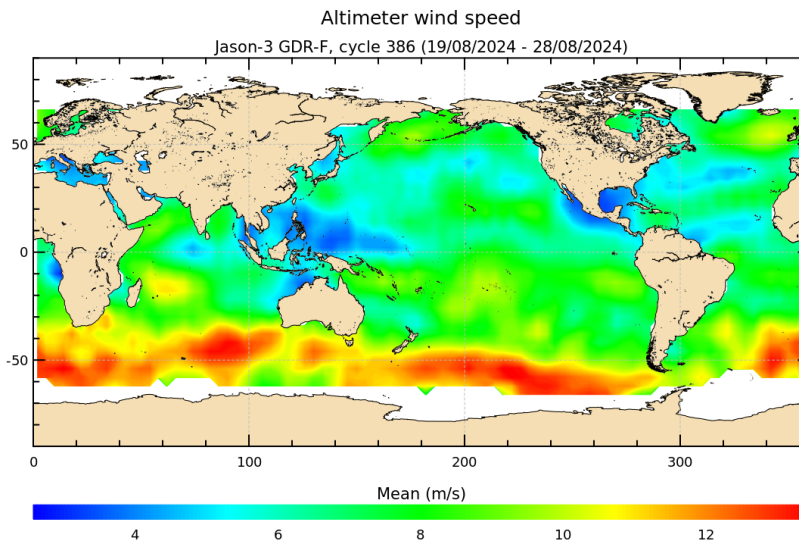 Altimeter wind speed
Jason-3 GDR-F, cycle 386 (19/08/2024 - 28/08/2024)
50
0
-50
0 100 200 300
Mean (m/s)
4 6 8 10 12